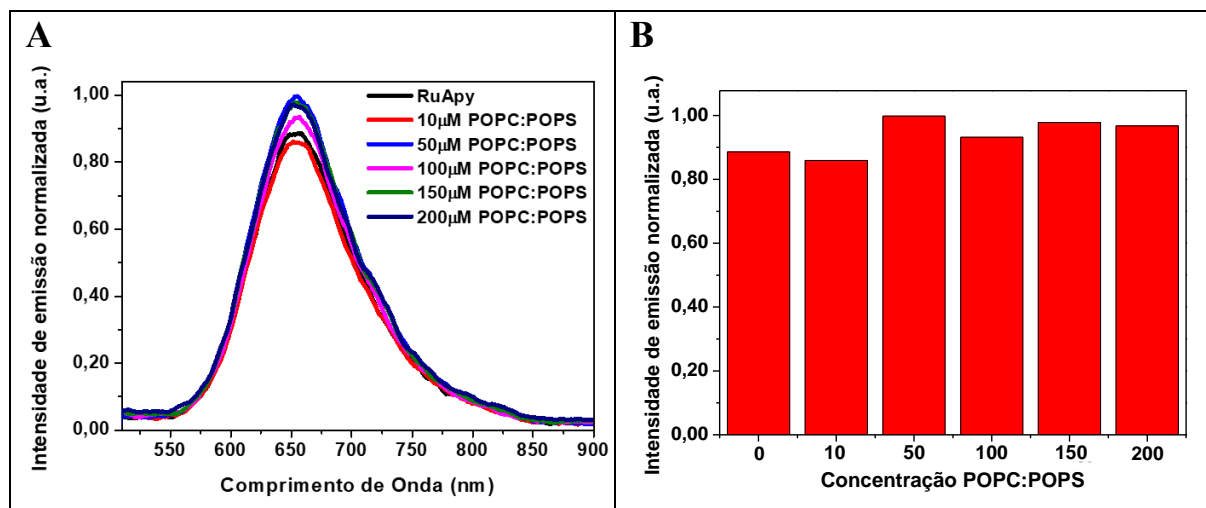 A
Intensidade de emissão normalizada (u.a.)
1,00
0,80
0,60
0,40
0,20
0,00
RuApy
10µM POPC:POPS
50µM POPC:POPS
100µM POPC:POPS
150µM POPC:POPS
200µM POPC:POPS
550 600 650 700 750 800 850 900
Comprimento de Onda (nm)
B
Intensidade de emissão normalizada (u.a.)
1,00
0,80
0,60
0,40
0,20
0,00
0 10 50 100 150 200
Concentração POPC:POPS